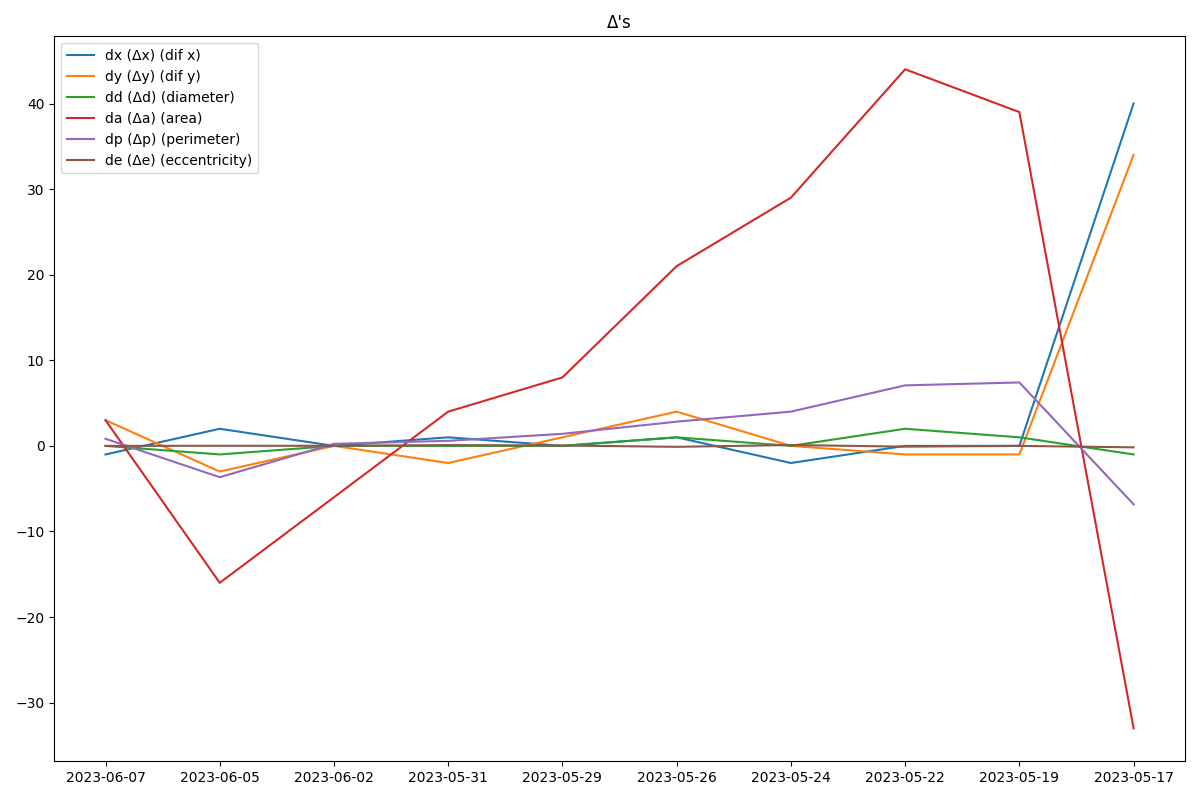 Δ's
dx (Δx) (dif x)
dy (Δy) (dif y)
dd (Δd) (diameter)
da (Δa) (area)
dp (Δp) (perimeter)
de (Δe) (eccentricity)
40
30
20
10
0
−10
−20
−30
2023-06-07 2023-06-05 2023-06-02 2023-05-31 2023-05-29 2023-05-26 2023-05-24 2023-05-22 2023-05-19 2023-05-17